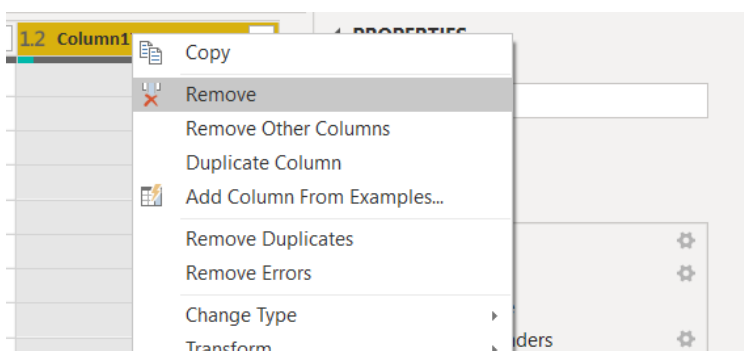 1.2 Column1
PROPERTIES
Copy
Remove
Remove Other Columns
Duplicate Column
Add Column From Examples...
Remove Duplicates
Remove Errors
Change Type
Transform
ders